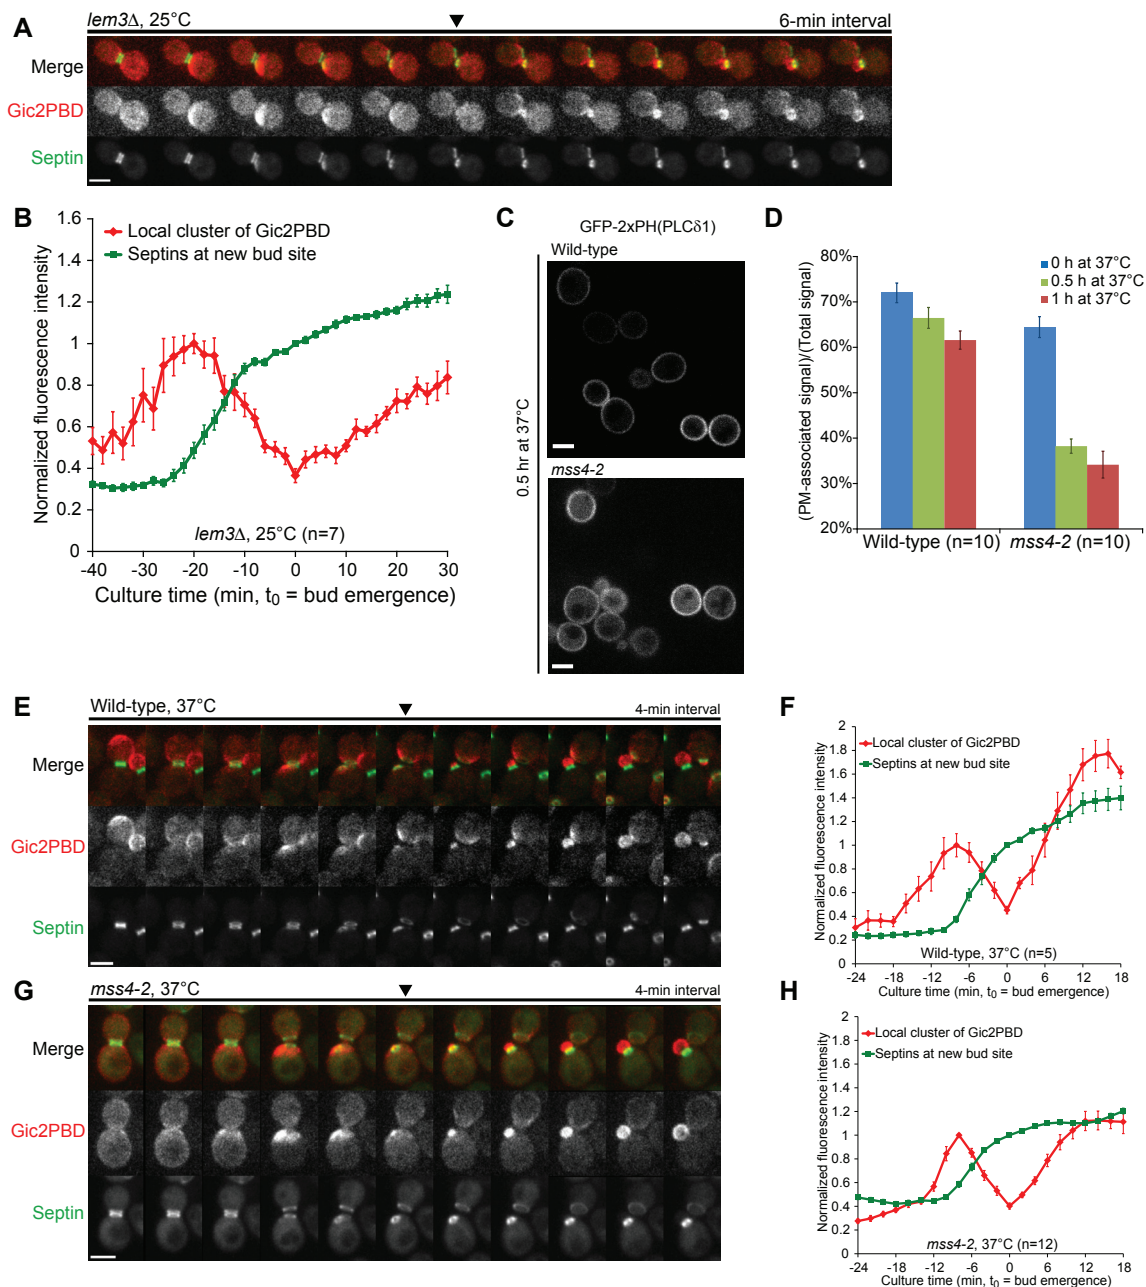 A
lem3Δ, 25°C
6-min interval
Merge
Gic2PBD
Septin
B
Normalized fluorescence intensity
1.6
1.4
1.2
1
0.8
0.6
0.4
0.2
0
Local cluster of Gic2PBD
Septins at new bud site
lem3Δ, 25°C (n=7)
-40 -30 -20 -10 0 10 20 30
Culture time (min, t0 = bud emergence)
C
GFP-2xPH(PLCδ1)
Wild-type
mss4-2
0.5 hr at 37°C
D
(PM-associated signal)/(Total signal)
80%
70%
60%
50%
40%
30%
20%
0 h at 37°C
0.5 h at 37°C
1 h at 37°C
Wild-type (n=10) mss4-2 (n=10)
E
Wild-type, 37°C
4-min interval
Merge
Gic2PBD
Septin
F
Normalized fluorescence intensity
2
1.8
1.6
1.4
1.2
1
0.8
0.6
0.4
0.2
0
Local cluster of Gic2PBD
Septins at new bud site
Wild-type, 37°C (n=5)
-24 -18 -12 -6 0 6 12 18
Culture time (min, t0 = bud emergence)
G
mss4-2, 37°C
4-min interval
Merge
Gic2PBD
Septin
H
Normalized fluorescence intensity
2
1.8
1.6
1.4
1.2
1
0.8
0.6
0.4
0.2
0
Local cluster of Gic2PBD
Septins at new bud site
mss4-2, 37°C (n=12)
-24 -18 -12 -6 0 6 12 18
Culture time (min, t0 = bud emergence)